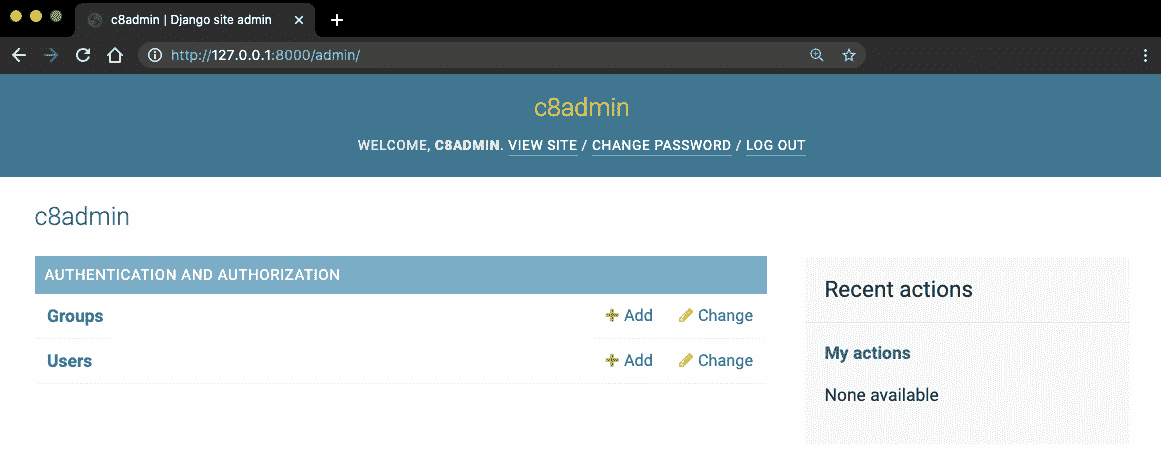 c8admin | Django site admin
http://127.0.0.1:8000/admin/
c8admin
WELCOME, C8ADMIN. VIEW SITE / CHANGE PASSWORD / LOG OUT
c8admin
AUTHENTICATION AND AUTHORIZATION
Groups Add Change
Users Add Change
Recent actions
My actions
None available